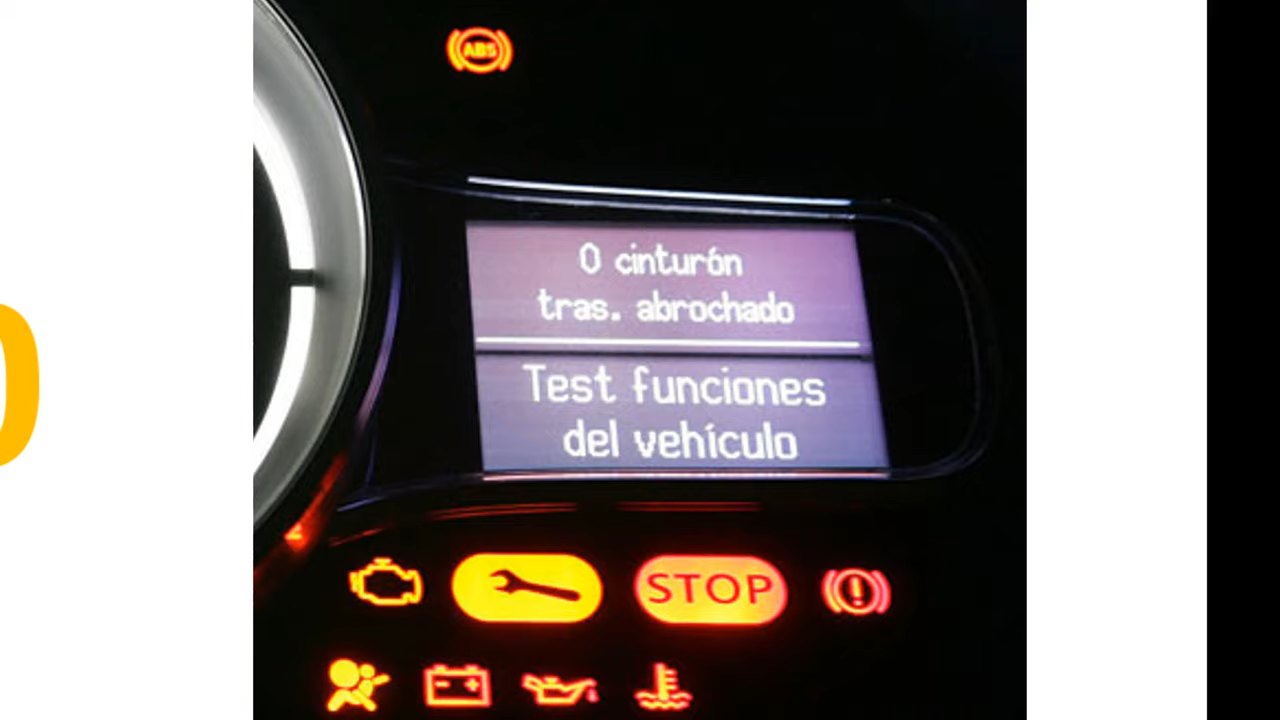 ABS
0 cinturón
tras. abrochado
Test funciones
del vehículo
STOP